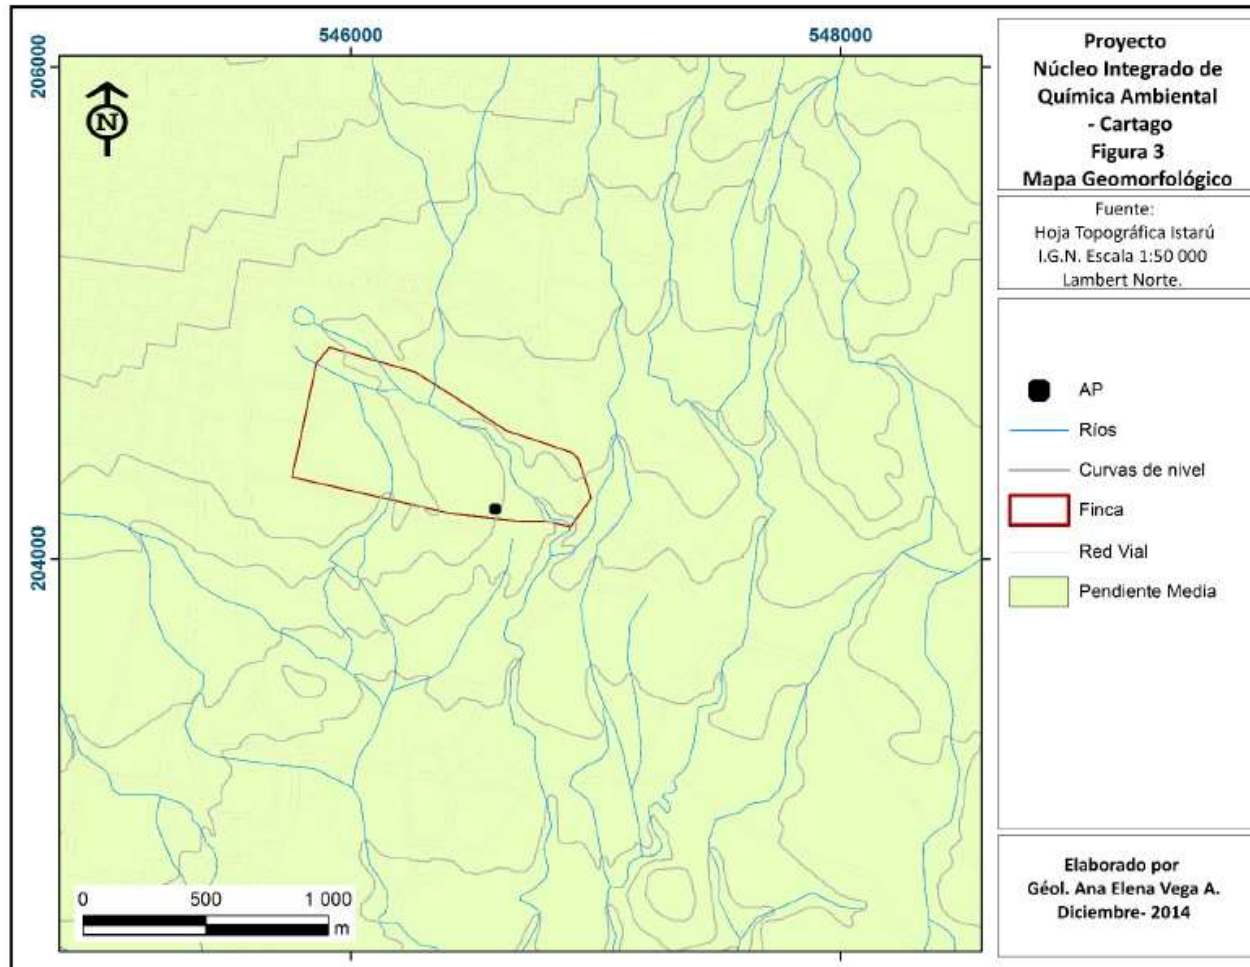 546000
548000
206000
204000
N
0 500 1 000
m
Proyecto
Núcleo Integrado de
Química Ambiental
- Cartago
Figura 3
Mapa Geomorfológico
Fuente:
Hoja Topográfica Istarú
I.G.N. Escala 1:50 000
Lambert Norte.
AP
Ríos
Curvas de nivel
Finca
Red Vial
Pendiente Media
Elaborado por
Géol. Ana Elena Vega A.
Diciembre- 2014